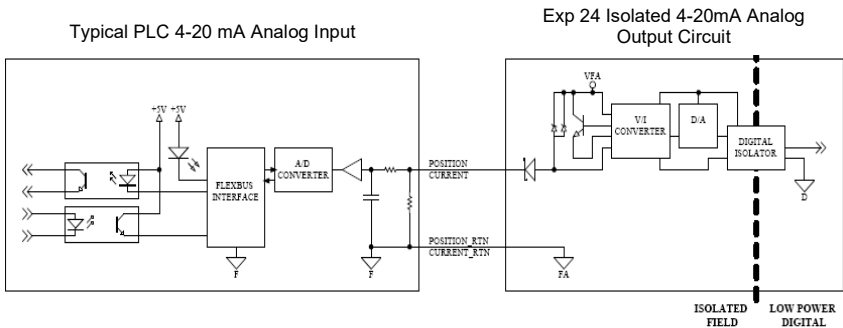 Typical PLC 4-20 mA Analog Input
Exp 24 Isolated 4-20mA Analog
Output Circuit
+5V
+5V
FLEXBUS
INTERFACE
A/D
CONVERTER
F
F
POSITION
CURRENT
POSITION_RTN
CURRENT_RTN
VFA
V/I
CONVERTER
D/A
DIGITAL
ISOLATOR
D
FA
ISOLATED
FIELD
LOW POWER
DIGITAL